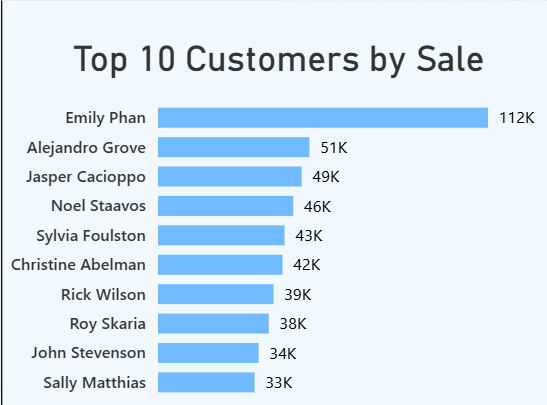 Top 10 Customers by Sale
Emily Phan 112K
Alejandro Grove 51K
Jasper Cacioppo 49K
Noel Staavos 46K
Sylvia Foulston 43K
Christine Abelman 42K
Rick Wilson 39K
Roy Skaria 38K
John Stevenson 34K
Sally Matthias 33K